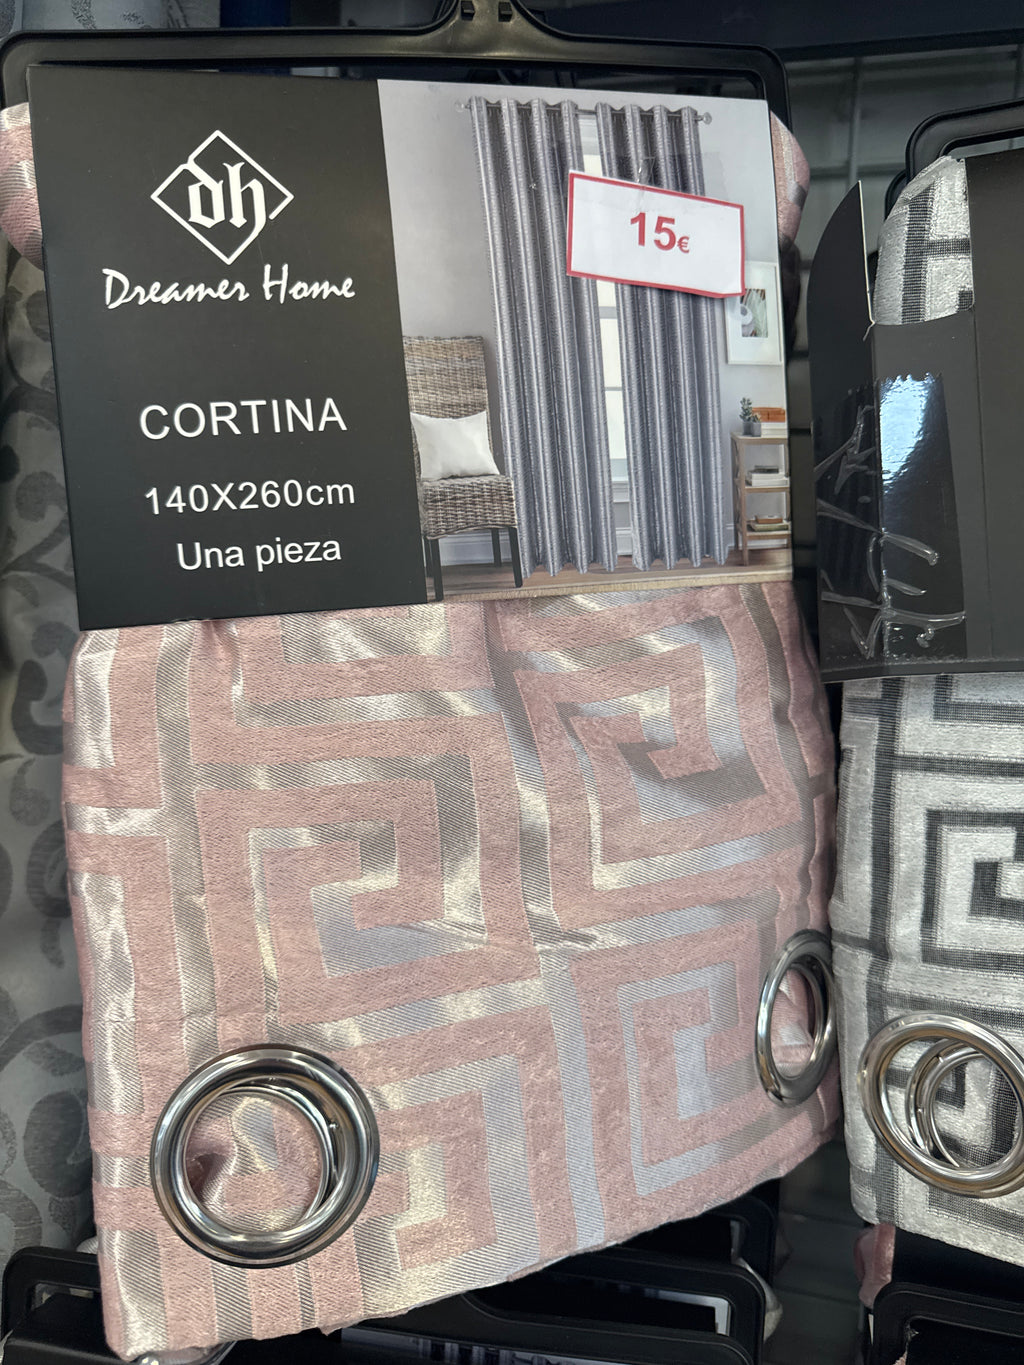 dh
Dreamer Home
CORTINA
140X260cm
Una pieza
15€